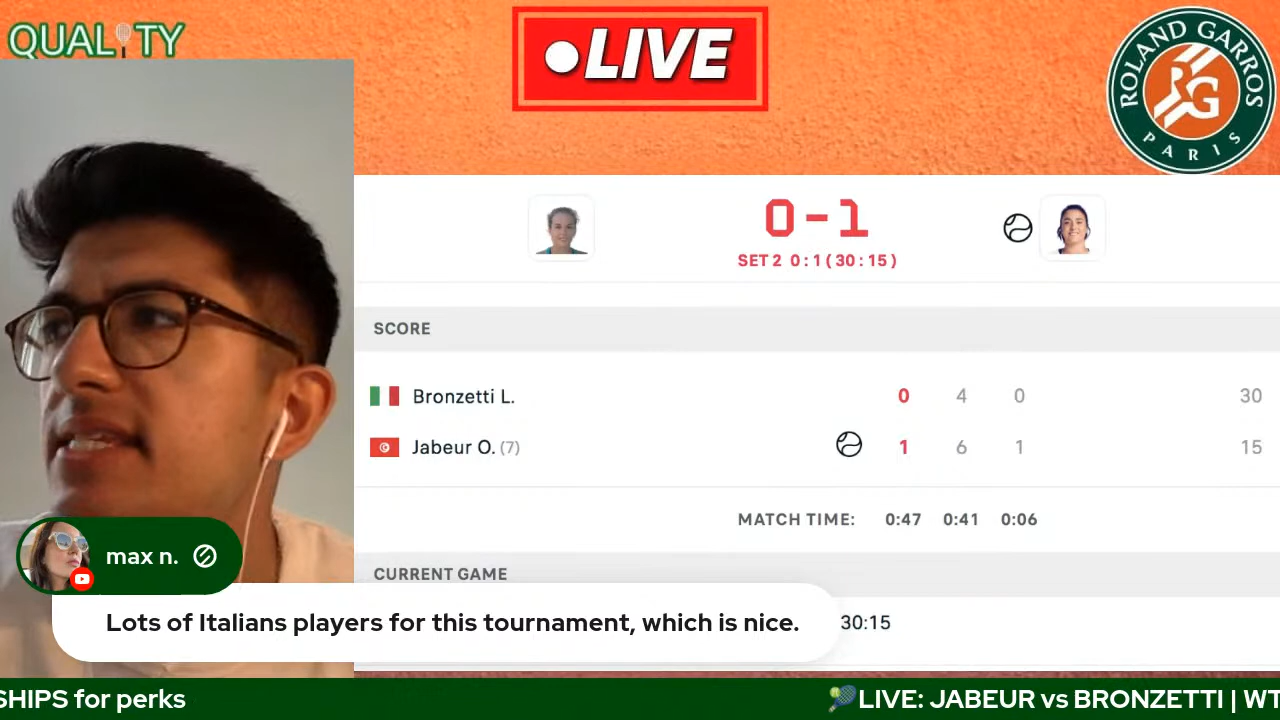 QUALITY
LIVE
ROLAND GARROS
PARIS
RG
0-1
SET 2 0:1 (30:15)
SCORE
Bronzetti L. 0 4 0 30
Jabeur O. (7) 1 6 1 15
MATCH TIME: 0:47 0:41 0:06
CURRENT GAME
30:15
max n.
Lots of Italians players for this tournament, which is nice.
SHIPS for perks
LIVE: JABEUR vs BRONZETTI | WT